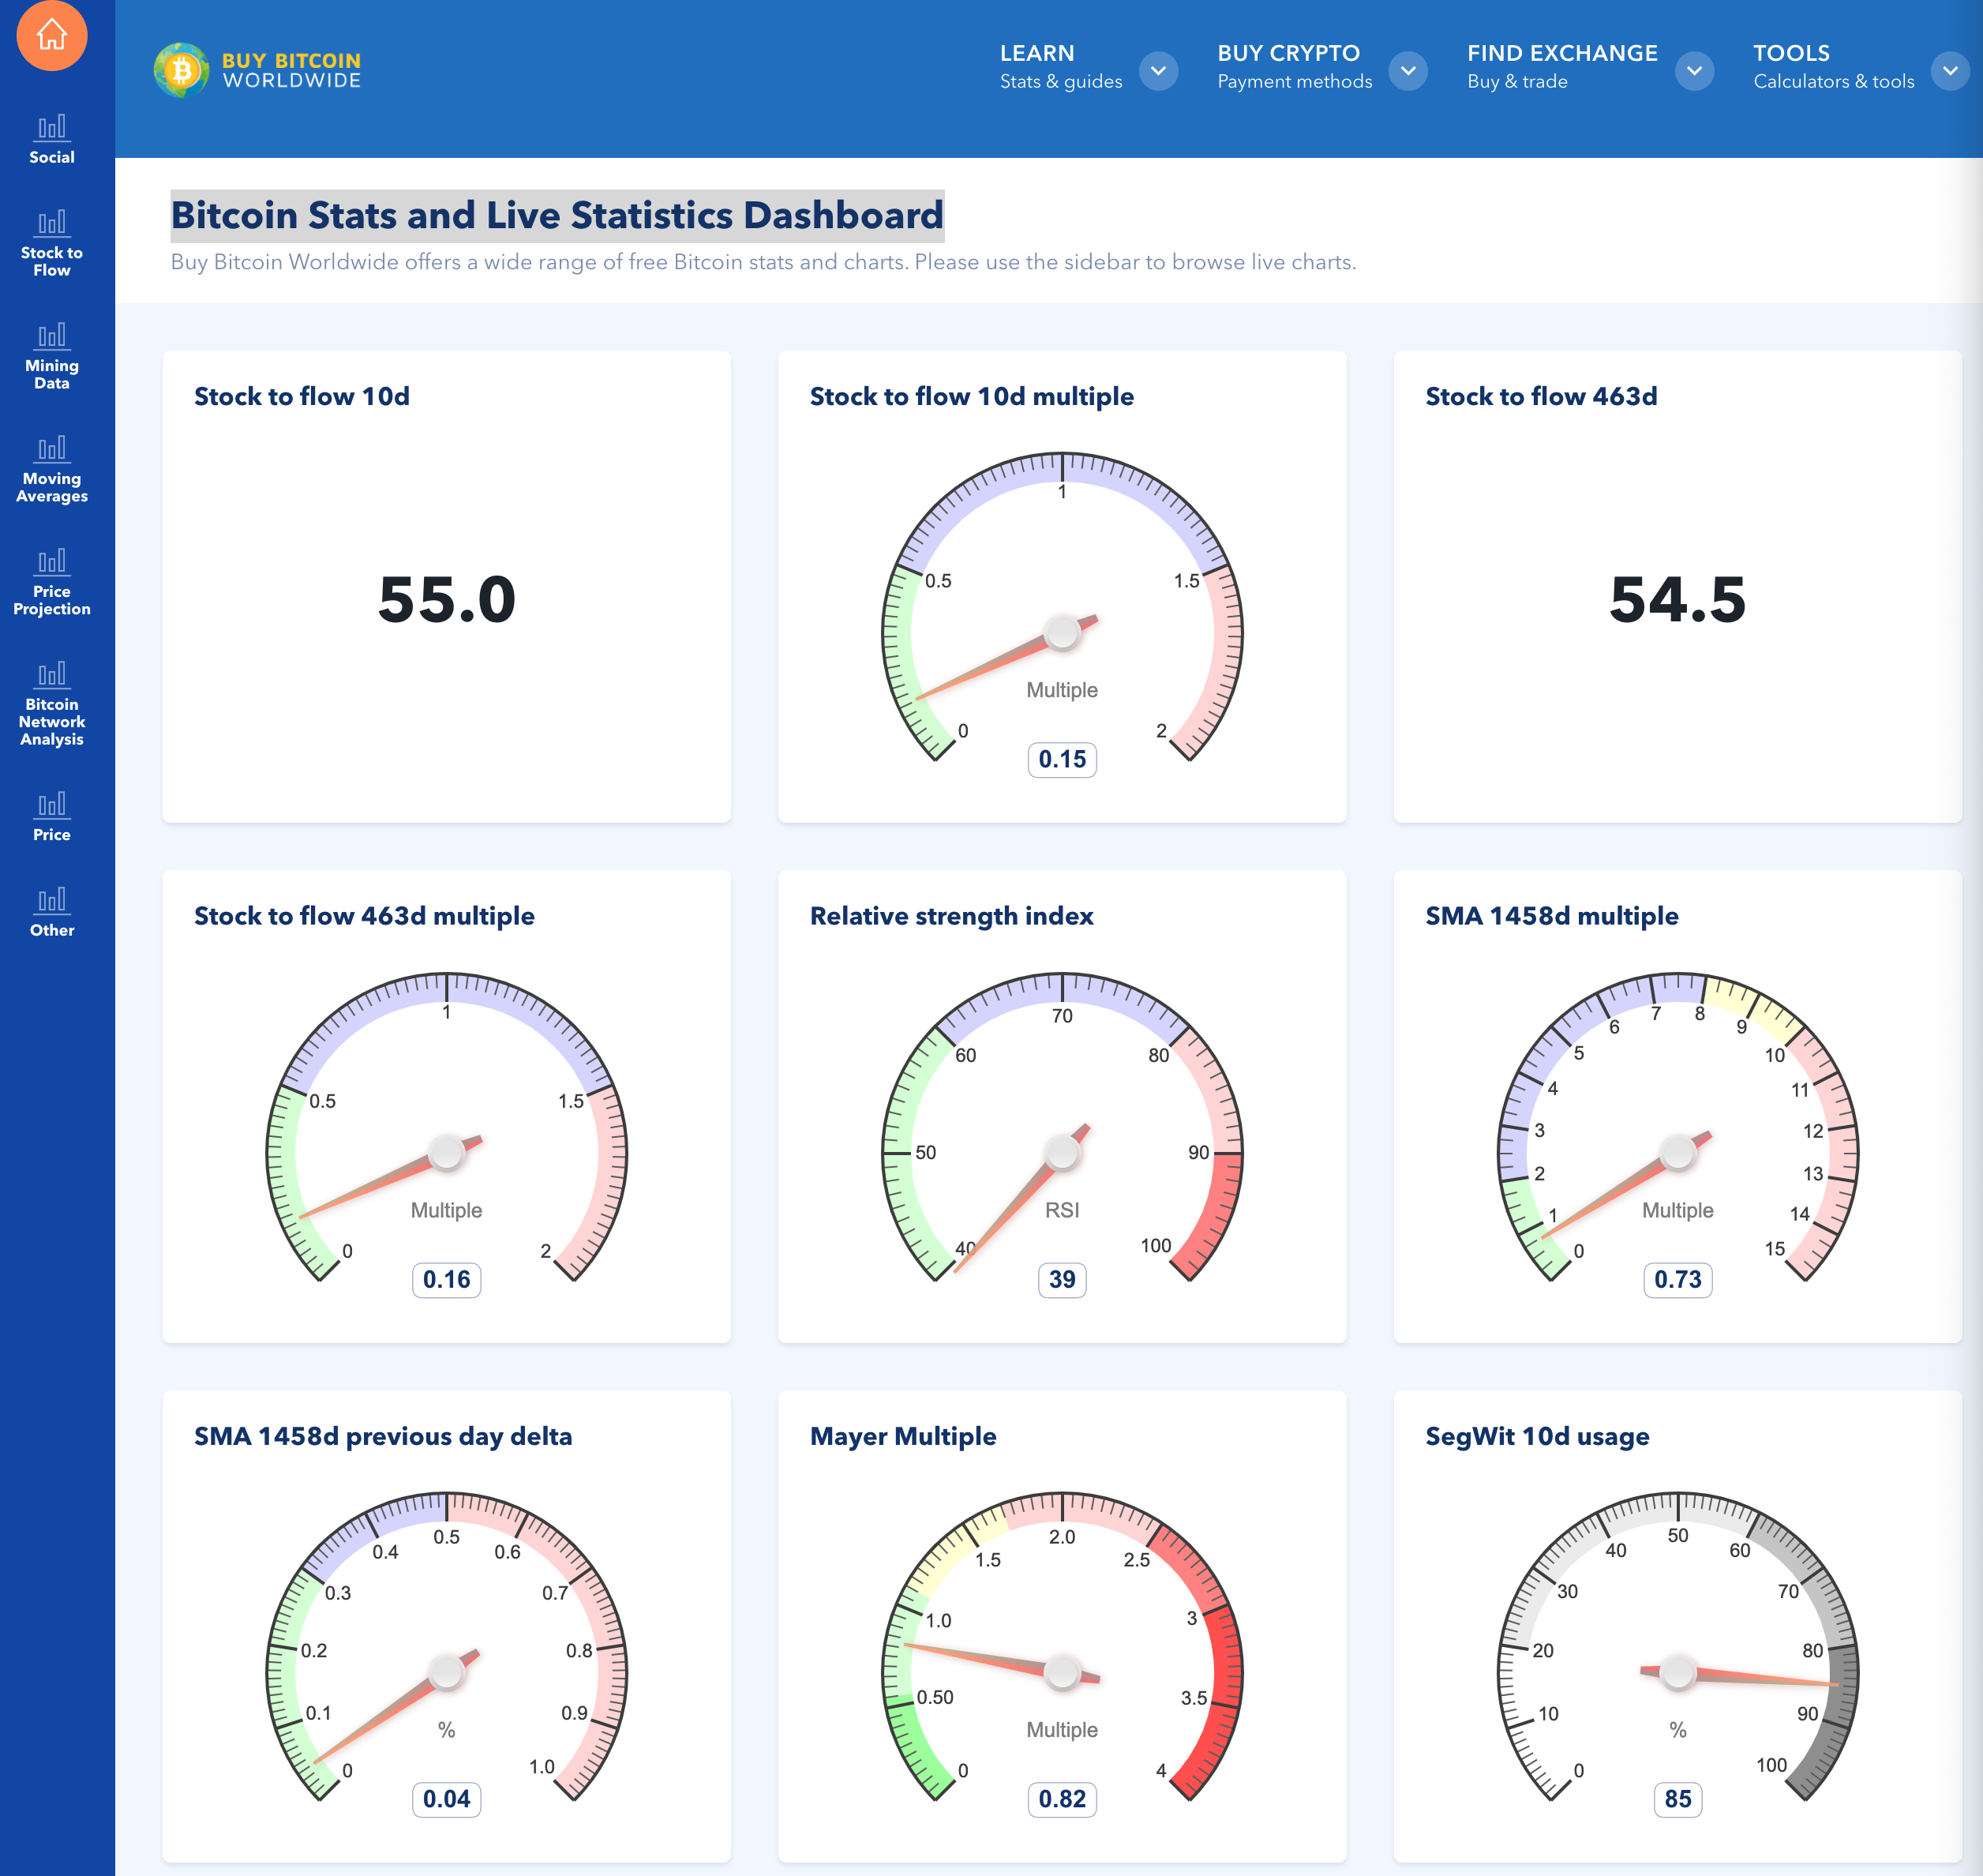 BUY BITCOIN
WORLDWIDE
LEARN
Stats & guides
BUY CRYPTO
Payment methods
FIND EXCHANGE
Buy & trade
TOOLS
Calculators & tools
Social
Stock to
Flow
Mining
Data
Moving
Averages
Price
Projection
Bitcoin
Network
Analysis
Price
Other
Bitcoin Stats and Live Statistics Dashboard
Buy Bitcoin Worldwide offers a wide range of free Bitcoin stats and charts. Please use the sidebar to browse live charts.
Stock to flow 10d
55.0
Stock to flow 10d multiple
0
0.5
1
1.5
2
Multiple
0.15
Stock to flow 463d
54.5
Stock to flow 463d multiple
0
0.5
1
1.5
2
Multiple
0.16
Relative strength index
40
50
60
70
80
90
100
RSI
39
SMA 1458d multiple
0
1
2
3
4
5
6
7
8
9
10
11
12
13
14
15
Multiple
0.73
SMA 1458d previous day delta
0
0.1
0.2
0.3
0.4
0.5
0.6
0.7
0.8
0.9
1.0
%
0.04
Mayer Multiple
0
0.50
1.0
1.5
2.0
2.5
3
3.5
4
Multiple
0.82
SegWit 10d usage
0
10
20
30
40
50
60
70
80
90
100
%
85